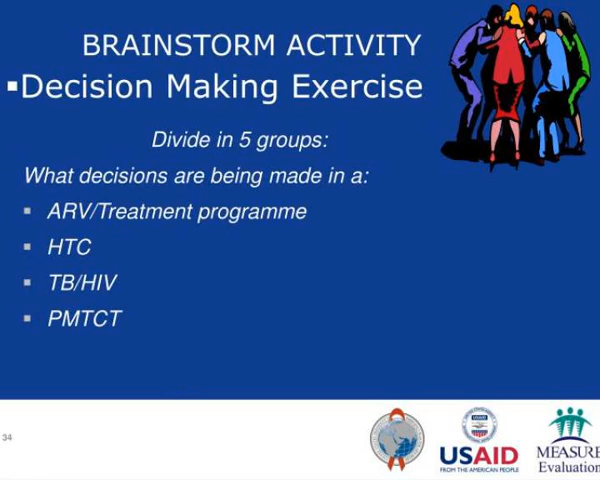 BRAINSTORM ACTIVITY
▪Decision Making Exercise
Divide in 5 groups:
What decisions are being made in a:
▪ ARV/Treatment programme
▪ HTC
▪ TB/HIV
▪ PMTCT
34
USAID
FROM THE AMERICAN PEOPLE
MEASURE
Evaluation